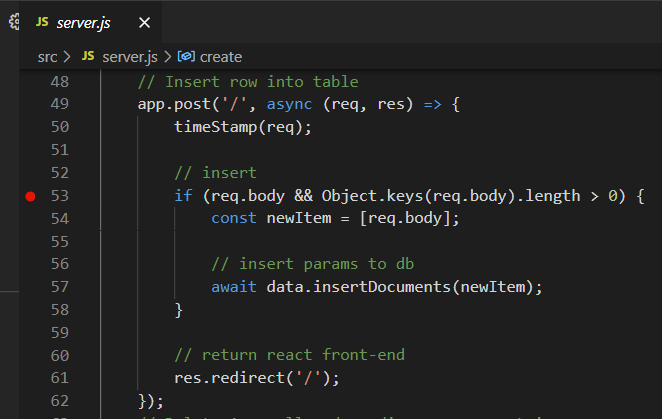 JS server.js ×
src > JS server.js > create
48 // Insert row into table
49 app.post('/', async (req, res) => {
50 timeStamp(req);
51
52 // insert
53 if (req.body && Object.keys(req.body).length > 0) {
54 const newItem = [req.body];
55
56 // insert params to db
57 await data.insertDocuments(newItem);
58 }
59
60 // return react front-end
61 res.redirect('/');
62 });